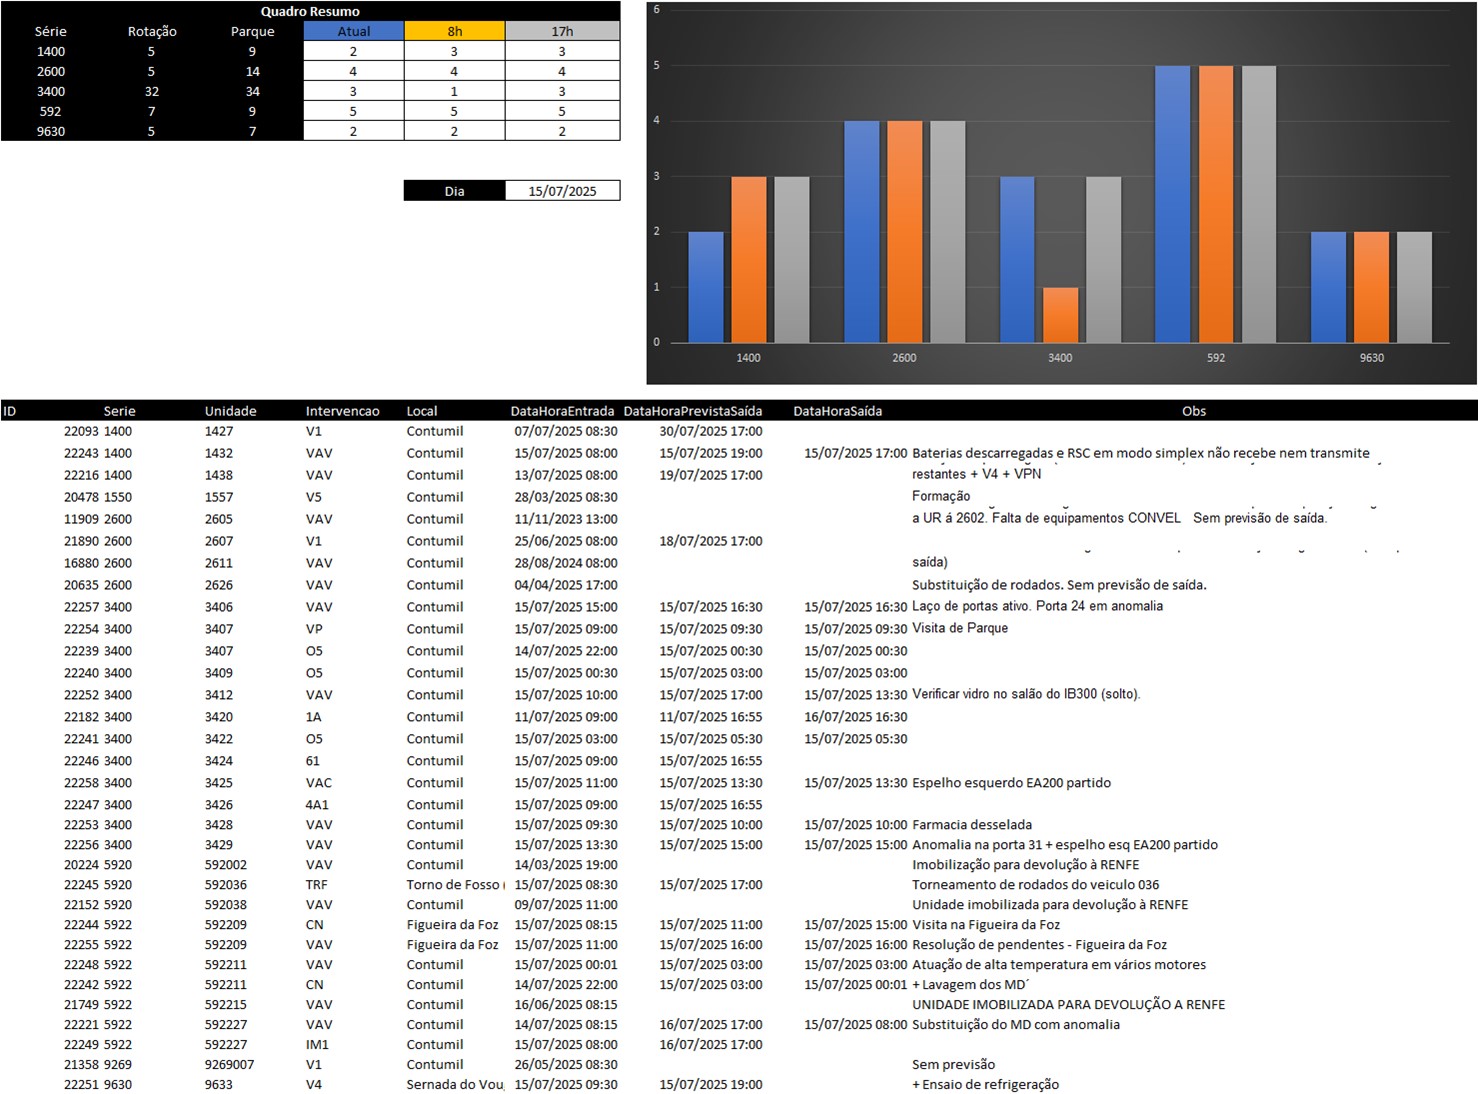 Quadro Resumo
Série Rotação Parque Atual 8h 17h
1400 5 9 2 3 3
2600 5 14 4 4 4
3400 32 34 3 1 3
592 7 9 5 5 5
9630 5 7 2 2 2
Dia 15/07/2025
6
5
4
3
2
1
0
1400 2600 3400 592 9630
ID Serie Unidade Intervencao Local DataHoraEntrada DataHoraPrevistaSaída DataHoraSaída Obs
22093 1400 1427 V1 Contumil 07/07/2025 08:30 30/07/2025 17:00
22243 1400 1432 VAV Contumil 15/07/2025 08:00 15/07/2025 19:00 15/07/2025 17:00 Baterias descarregadas e RSC em modo simplex não recebe nem transmite
22216 1400 1438 VAV Contumil 13/07/2025 08:00 19/07/2025 17:00 restantes + V4 + VPN
20478 1550 1557 V5 Contumil 28/03/2025 08:30 Formação
11909 2600 2605 VAV Contumil 11/11/2023 13:00 a UR á 2602. Falta de equipamentos CONVEL Sem previsão de saída.
21890 2600 2607 V1 Contumil 25/06/2025 08:00 18/07/2025 17:00
16880 2600 2611 VAV Contumil 28/08/2024 08:00 saída)
20635 2600 2626 VAV Contumil 04/04/2025 17:00 Substituição de rodados. Sem previsão de saída.
22257 3400 3406 VAV Contumil 15/07/2025 15:00 15/07/2025 16:30 15/07/2025 16:30 Laço de portas ativo. Porta 24 em anomalia
22254 3400 3407 VP Contumil 15/07/2025 09:00 15/07/2025 09:30 15/07/2025 09:30 Visita de Parque
22239 3400 3407 O5 Contumil 14/07/2025 22:00 15/07/2025 00:30 15/07/2025 00:30
22240 3400 3409 O5 Contumil 15/07/2025 00:30 15/07/2025 03:00 15/07/2025 03:00
22252 3400 3412 VAV Contumil 15/07/2025 10:00 15/07/2025 17:00 15/07/2025 13:30 Verificar vidro no salão do IB300 (solto).
22182 3400 3420 1A Contumil 11/07/2025 09:00 11/07/2025 16:55 16/07/2025 16:30
22241 3400 3422 O5 Contumil 15/07/2025 03:00 15/07/2025 05:30 15/07/2025 05:30
22246 3400 3424 61 Contumil 15/07/2025 09:00 15/07/2025 16:55
22258 3400 3425 VAC Contumil 15/07/2025 11:00 15/07/2025 13:30 15/07/2025 13:30 Espelho esquerdo EA200 partido
22247 3400 3426 4A1 Contumil 15/07/2025 09:00 15/07/2025 16:55
22253 3400 3428 VAV Contumil 15/07/2025 09:30 15/07/2025 10:00 15/07/2025 10:00 Farmacia desselada
22256 3400 3429 VAV Contumil 15/07/2025 13:30 15/07/2025 15:00 15/07/2025 15:00 Anomalia na porta 31 + espelho esq EA200 partido
20224 5920 592002 VAV Contumil 14/03/2025 19:00 Imobilização para devolução à RENFE
22245 5920 592036 TRF Torno de Fosso ( 15/07/2025 08:30 15/07/2025 17:00 Torneamento de rodados do veiculo 036
22152 5920 592038 VAV Contumil 09/07/2025 11:00 Unidade imobilizada para devolução à RENFE
22244 5922 592209 CN Figueira da Foz 15/07/2025 08:15 15/07/2025 11:00 15/07/2025 15:00 Visita na Figueira da Foz
22255 5922 592209 VAV Figueira da Foz 15/07/2025 11:00 15/07/2025 16:00 15/07/2025 16:00 Resolução de pendentes - Figueira da Foz
22248 5922 592211 VAV Contumil 15/07/2025 00:01 15/07/2025 03:00 15/07/2025 03:00 Atuação de alta temperatura em vários motores
22242 5922 592211 CN Contumil 14/07/2025 22:00 15/07/2025 03:00 15/07/2025 00:01 + Lavagem dos MD´
21749 5922 592215 VAV Contumil 16/06/2025 08:15 UNIDADE IMOBILIZADA PARA DEVOLUÇÃO A RENFE
22221 5922 592227 VAV Contumil 14/07/2025 08:15 16/07/2025 17:00 15/07/2025 08:00 Substituição do MD com anomalia
22249 5922 592227 IM1 Contumil 15/07/2025 08:00 16/07/2025 17:00
21358 9269 9269007 V1 Contumil 26/05/2025 08:30 Sem previsão
22251 9630 9633 V4 Sernada do Vou 15/07/2025 09:30 15/07/2025 19:00 + Ensaio de refrigeração